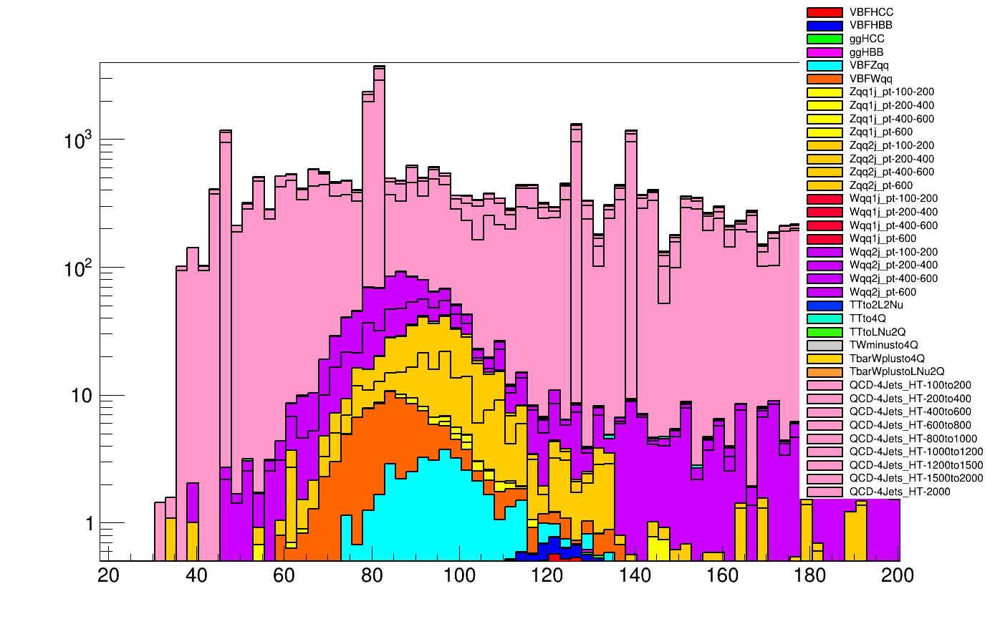 VBFHCC
VBFHBB
ggHCC
ggHBB
VBFZqq
VBFWqq
Zqq1j_pt-100-200
Zqq1j_pt-200-400
Zqq1j_pt-400-600
Zqq1j_pt-600
Zqq2j_pt-100-200
Zqq2j_pt-200-400
Zqq2j_pt-400-600
Zqq2j_pt-600
Wqq1j_pt-100-200
Wqq1j_pt-200-400
Wqq1j_pt-400-600
Wqq1j_pt-600
Wqq2j_pt-100-200
Wqq2j_pt-200-400
Wqq2j_pt-400-600
Wqq2j_pt-600
TTto2L2Nu
TTto4Q
TTtoLNu2Q
TWminusto4Q
TbarWplusto4Q
TbarWplustoLNu2Q
QCD-4Jets_HT-100to200
QCD-4Jets_HT-200to400
QCD-4Jets_HT-400to600
QCD-4Jets_HT-600to800
QCD-4Jets_HT-800to1000
QCD-4Jets_HT-1000to1200
QCD-4Jets_HT-1200to1500
QCD-4Jets_HT-1500to2000
QCD-4Jets_HT-2000
10³
10²
10
1
20 40 60 80 100 120 140 160 180 200